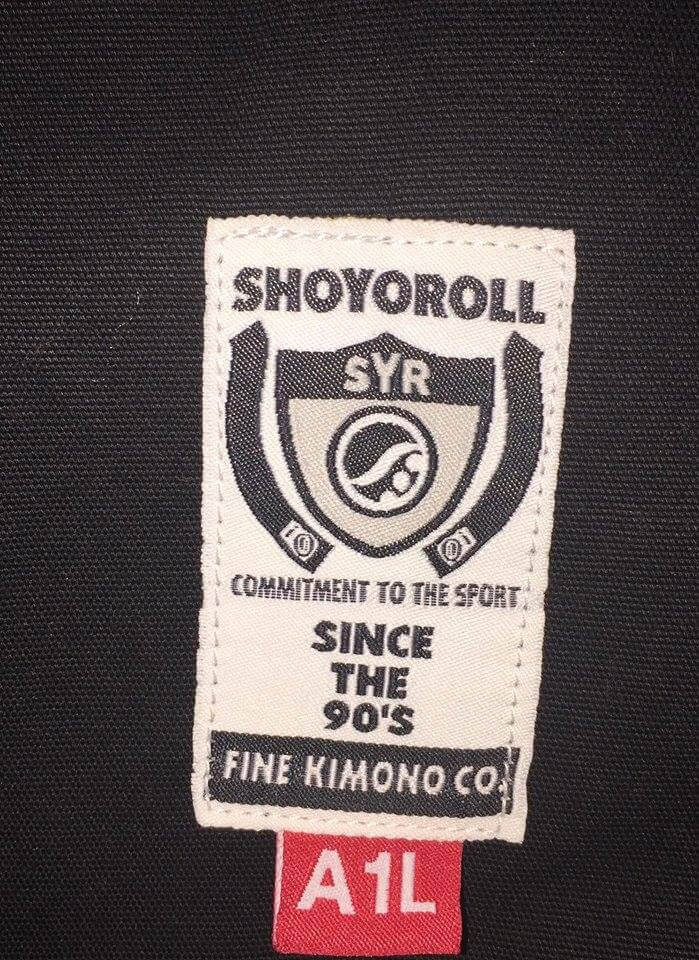 SHOYOROLL
SYR
COMMITMENT TO THE SPORT
SINCE
THE
90'S
FINE KIMONO CO.
A1L